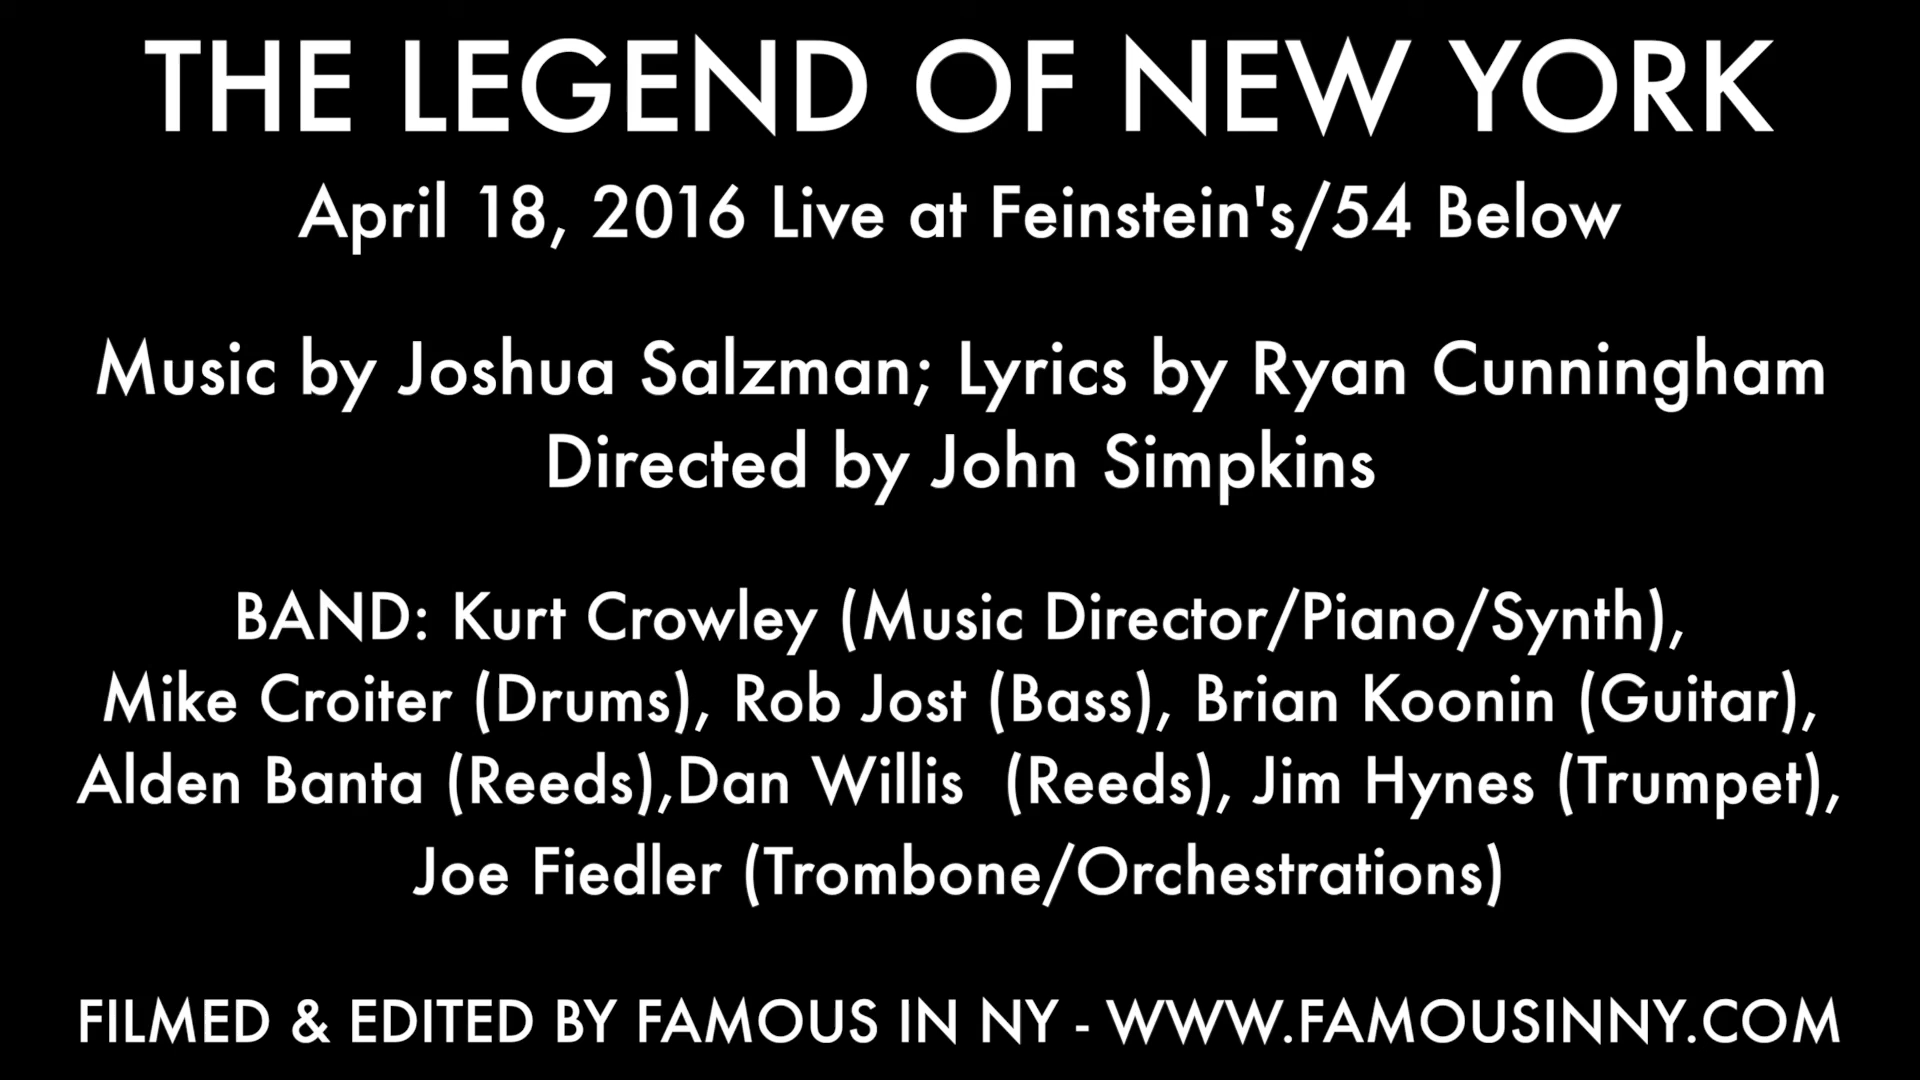 THE LEGEND OF NEW YORK
April 18, 2016 Live at Feinstein's/54 Below
Music by Joshua Salzman; Lyrics by Ryan Cunningham
Directed by John Simpkins
BAND: Kurt Crowley (Music Director/Piano/Synth),
Mike Croiter (Drums), Rob Jost (Bass), Brian Koonin (Guitar),
Alden Banta (Reeds),Dan Willis  (Reeds), Jim Hynes (Trumpet),
Joe Fiedler (Trombone/Orchestrations)
FILMED & EDITED BY FAMOUS IN NY - WWW.FAMOUSINNY.COM